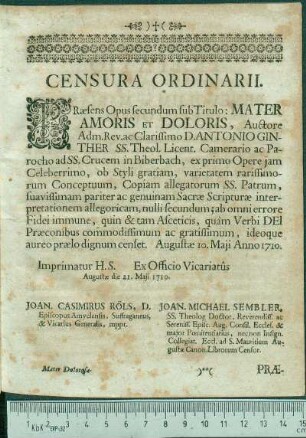 CENSURA ORDINARII.
PRæsens Opus secundum sub Titulo: MATER
AMORIS ET DOLORIS, Auctore
Adm. Rev. ac Clarissimo D. ANTONIO GIN-
THER SS. Theol. Licent. Camerario ac Pa-
rocho ad SS. Crucem in Biberbach, ex primo Opere jam
Celeberrimo, ob Styli gratiam, varietatem rarissimo-
rum Conceptuum, Copiam allegatorum SS. Patrum,
suavissimam pariter ac genuinam Sacræ Scripturæ inter-
pretationem allegoricam, nulli secundum, ab omni errore
Fidei immune, quin & tam Asceticis, quàm Verbi DEI
Præconibus commodissimum ac gratissimum, ideoque
aureo prælo dignum censet. Augustæ 10. Maij Anno 1710.
Imprimatur H. S. Ex Officio Vicariatûs
Augustæ die 21. Maji 1710.
JOAN. CASIMIRUS RÖLS, D.
Episcopus Amyclensis, Suffraganeus,
& Vicarius Generalis, mppr.
JOAN. MICHAEL SEMBLER,
SS. Theolog. Doctor, Reverendiss. ac
Sereniss. Episc. Aug. Consil. Eccles. &
major Pœnitentiarius, necnon Insign.
Collegiat. Eccl. ad S. Mauritium Au-
gustæ Canon. Librorum Censor.
Mater Dolorosa. )( 2 PRÆ-